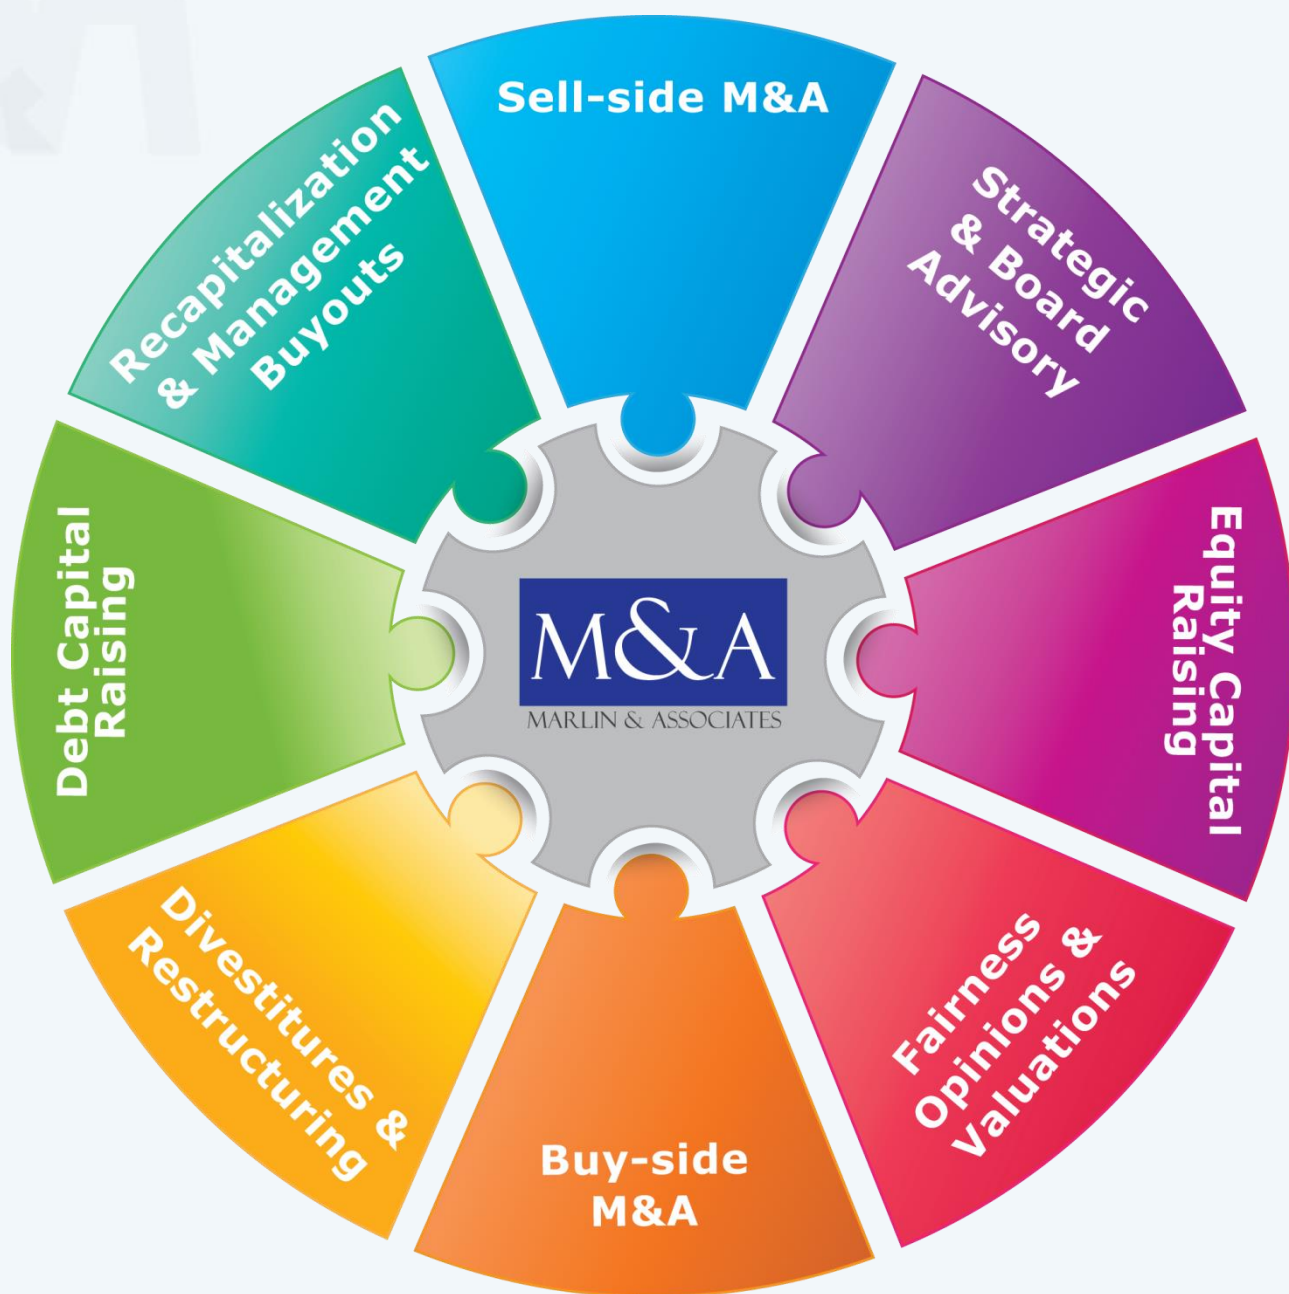 Sell-side M&A
Strategic
& Board
Advisory
Equity Capital
Raising
Fairness
Opinions &
Valuations
Buy-side
M&A
Divestitures &
Restructuring
Debt Capital
Raising
Recapitalization
& Management
Buyouts
M&A
MARLIN & ASSOCIATES